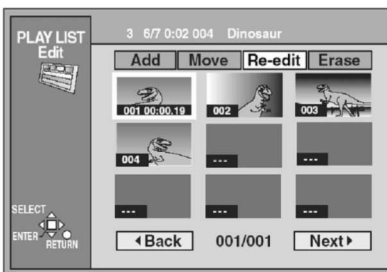 PLAY LIST
Edit
3 6/7 0:02 004 Dinosaur
Add Move Re-edit Erase
001 00:00.19 002 003
004 --- ---
--- --- ---
SELECT
ENTER RETURN
Back 001/001 Next